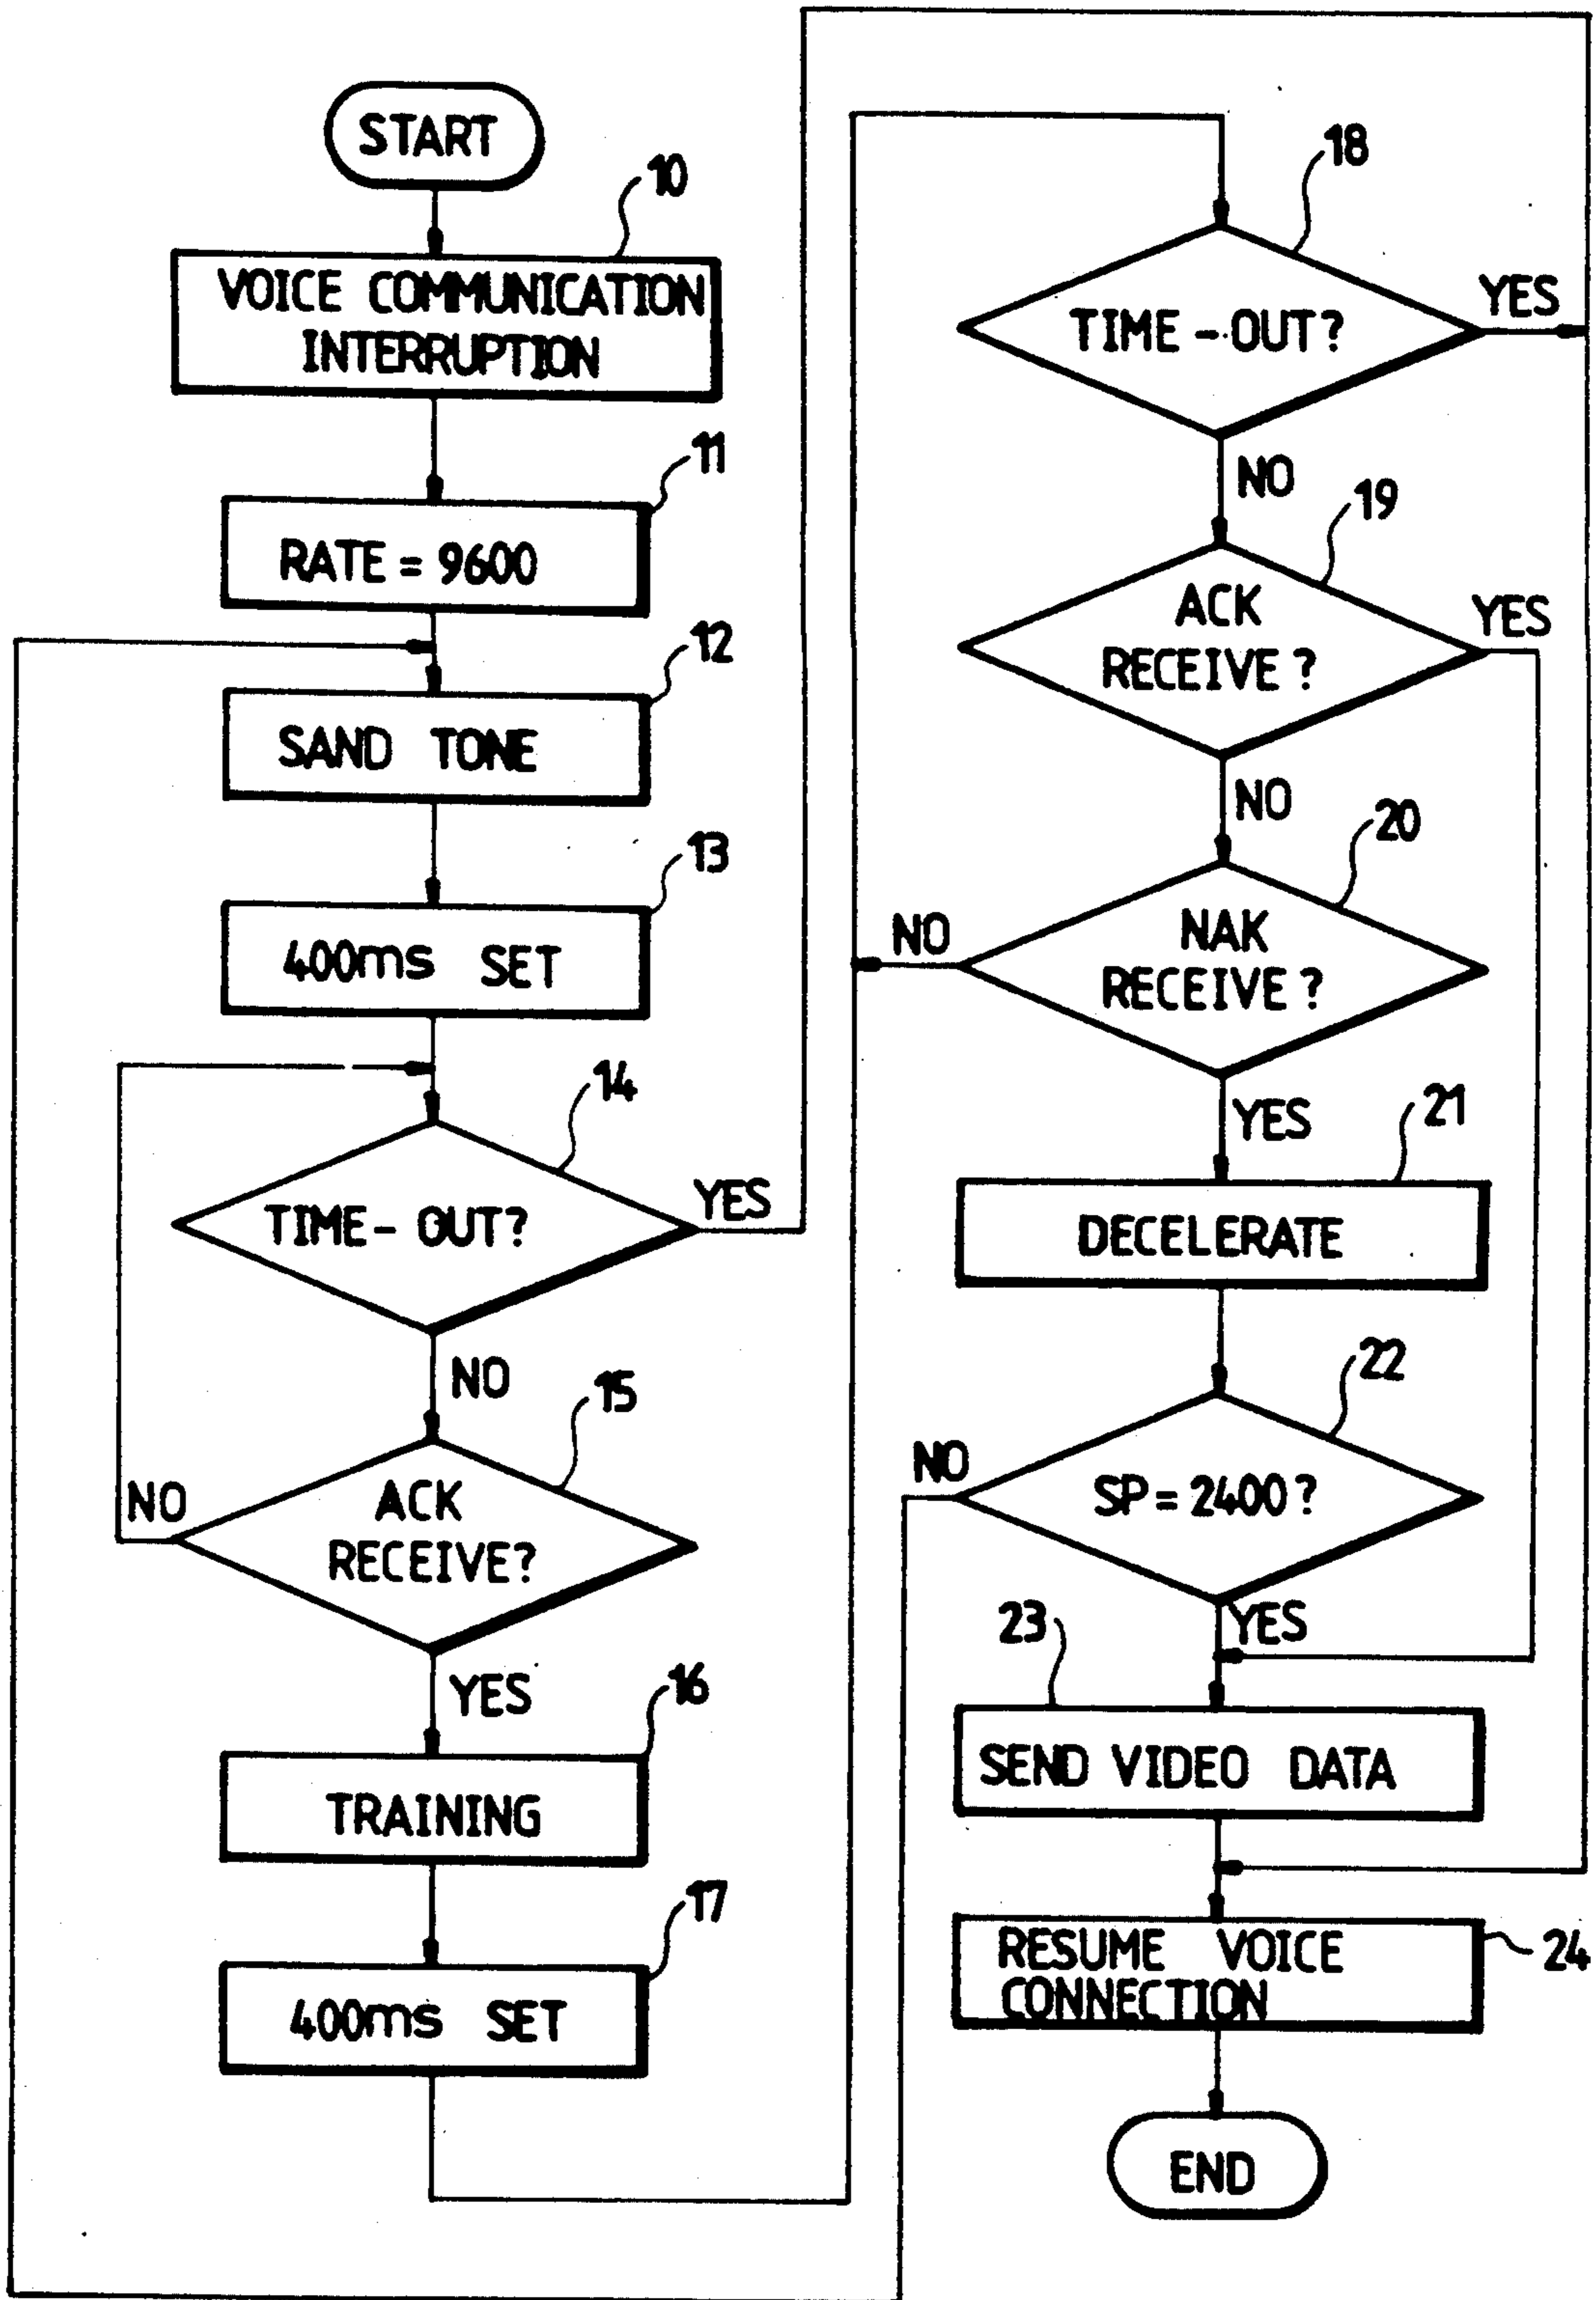 START
10
VOICE COMMUNICATION
INTERRUPTION
11
RATE = 9600
12
SAND TONE
13
400ms SET
14
TIME - OUT?
YES
NO
15
ACK
RECEIVE?
NO
YES
16
TRAINING
17
400ms SET
18
TIME - OUT?
YES
NO
19
ACK
RECEIVE?
YES
NO
20
NAK
RECEIVE?
NO
YES
21
DECELERATE
22
SP = 2400?
NO
YES
23
SEND VIDEO DATA
RESUME VOICE
CONNECTION
24
END